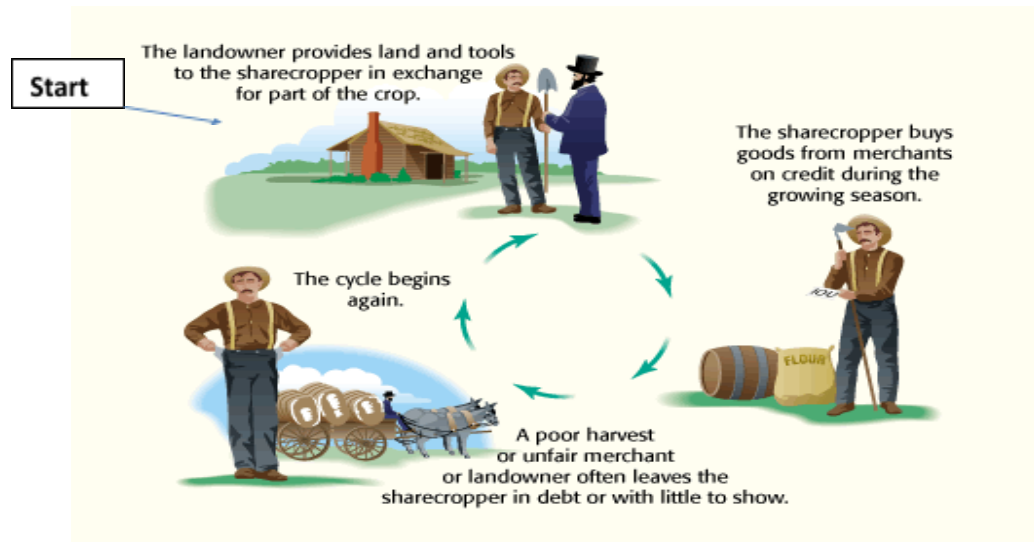 Start
The landowner provides land and tools
to the sharecropper in exchange
for part of the crop.
The sharecropper buys
goods from merchants
on credit during the
growing season.
IOU
FLOUR
A poor harvest
or unfair merchant
or landowner often leaves the
sharecropper in debt or with little to show.
The cycle begins
again.